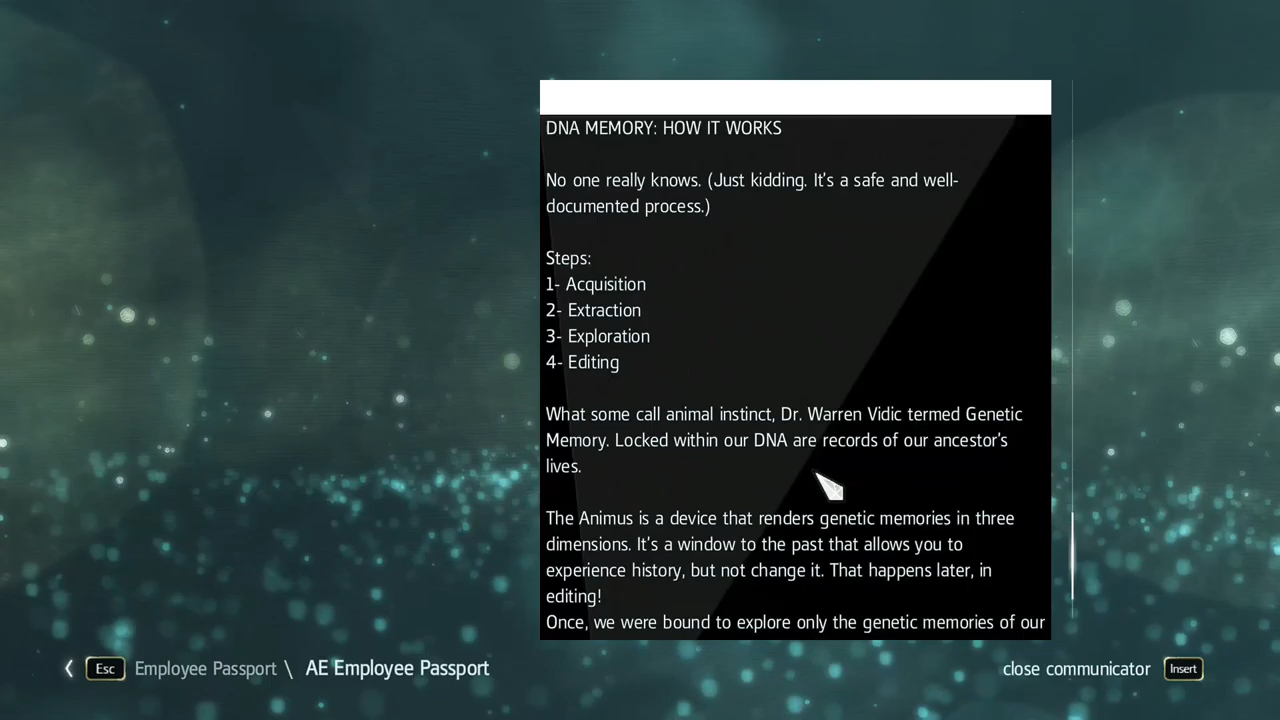 DNA MEMORY: HOW IT WORKS
No one really knows. (Just kidding. It's a safe and well-
documented process.)
Steps:
1- Acquisition
2- Extraction
3- Exploration
4- Editing
What some call animal instinct, Dr. Warren Vidic termed Genetic
Memory. Locked within our DNA are records of our ancestor's
lives.
The Animus is a device that renders genetic memories in three
dimensions. It's a window to the past that allows you to
experience history, but not change it. That happens later, in
editing!
Once, we were bound to explore only the genetic memories of our
Esc Employee Passport \ AE Employee Passport
close communicator Insert